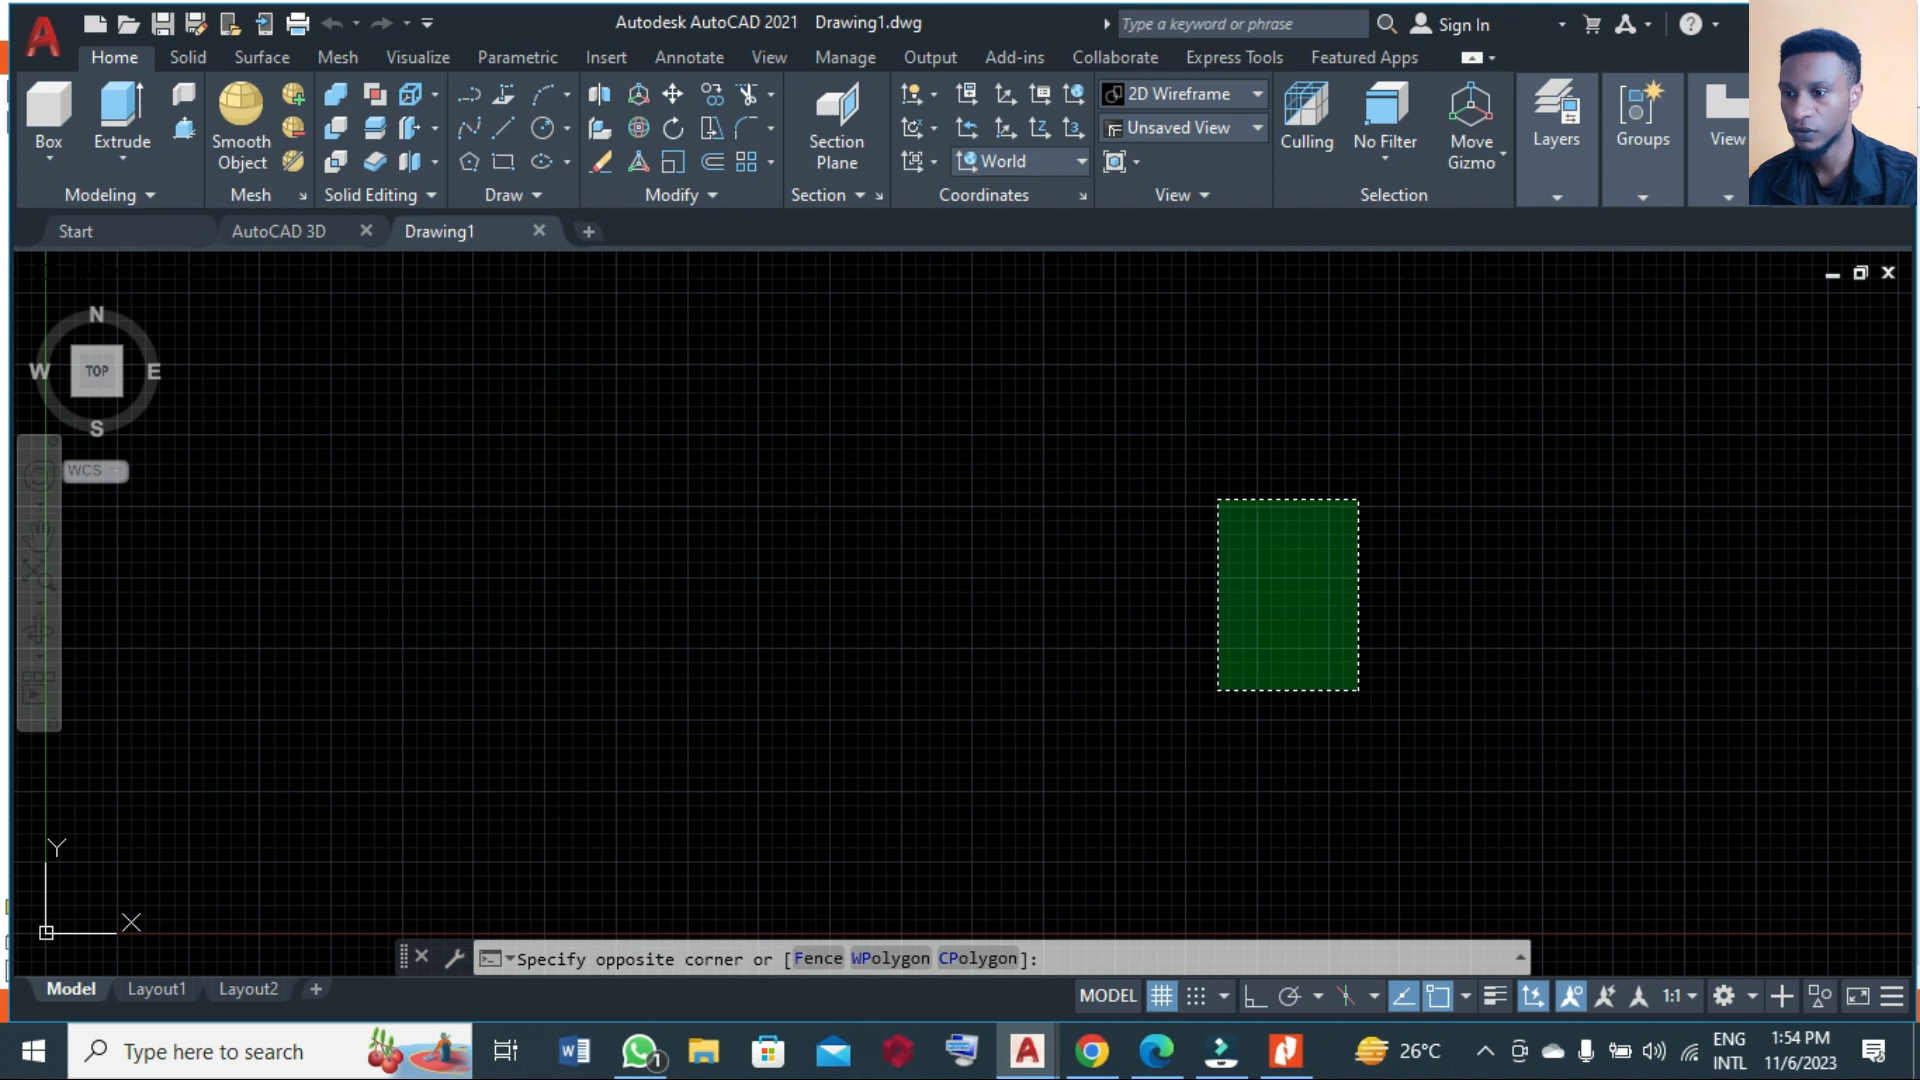 Autodesk AutoCAD 2021 Drawing1.dwg
Type a keyword or phrase
Sign In
Home Solid Surface Mesh Visualize Parametric Insert Annotate View Manage Output Add-ins Collaborate Express Tools Featured Apps
Box
Extrude
Smooth Object
Section Plane
2D Wireframe
Unsaved View
World
Culling
No Filter
Move Gizmo
Layers
Groups
View
Modeling Mesh Solid Editing Draw Modify Section Coordinates View Selection
Start AutoCAD 3D Drawing1
N
W TOP E
S
WCS
Y
X
Specify opposite corner or [Fence WPolygon CPolygon]:
Model Layout1 Layout2
MODEL 1:1
Type here to search
1
26°C
ENG
INTL
1:54 PM
11/6/2023